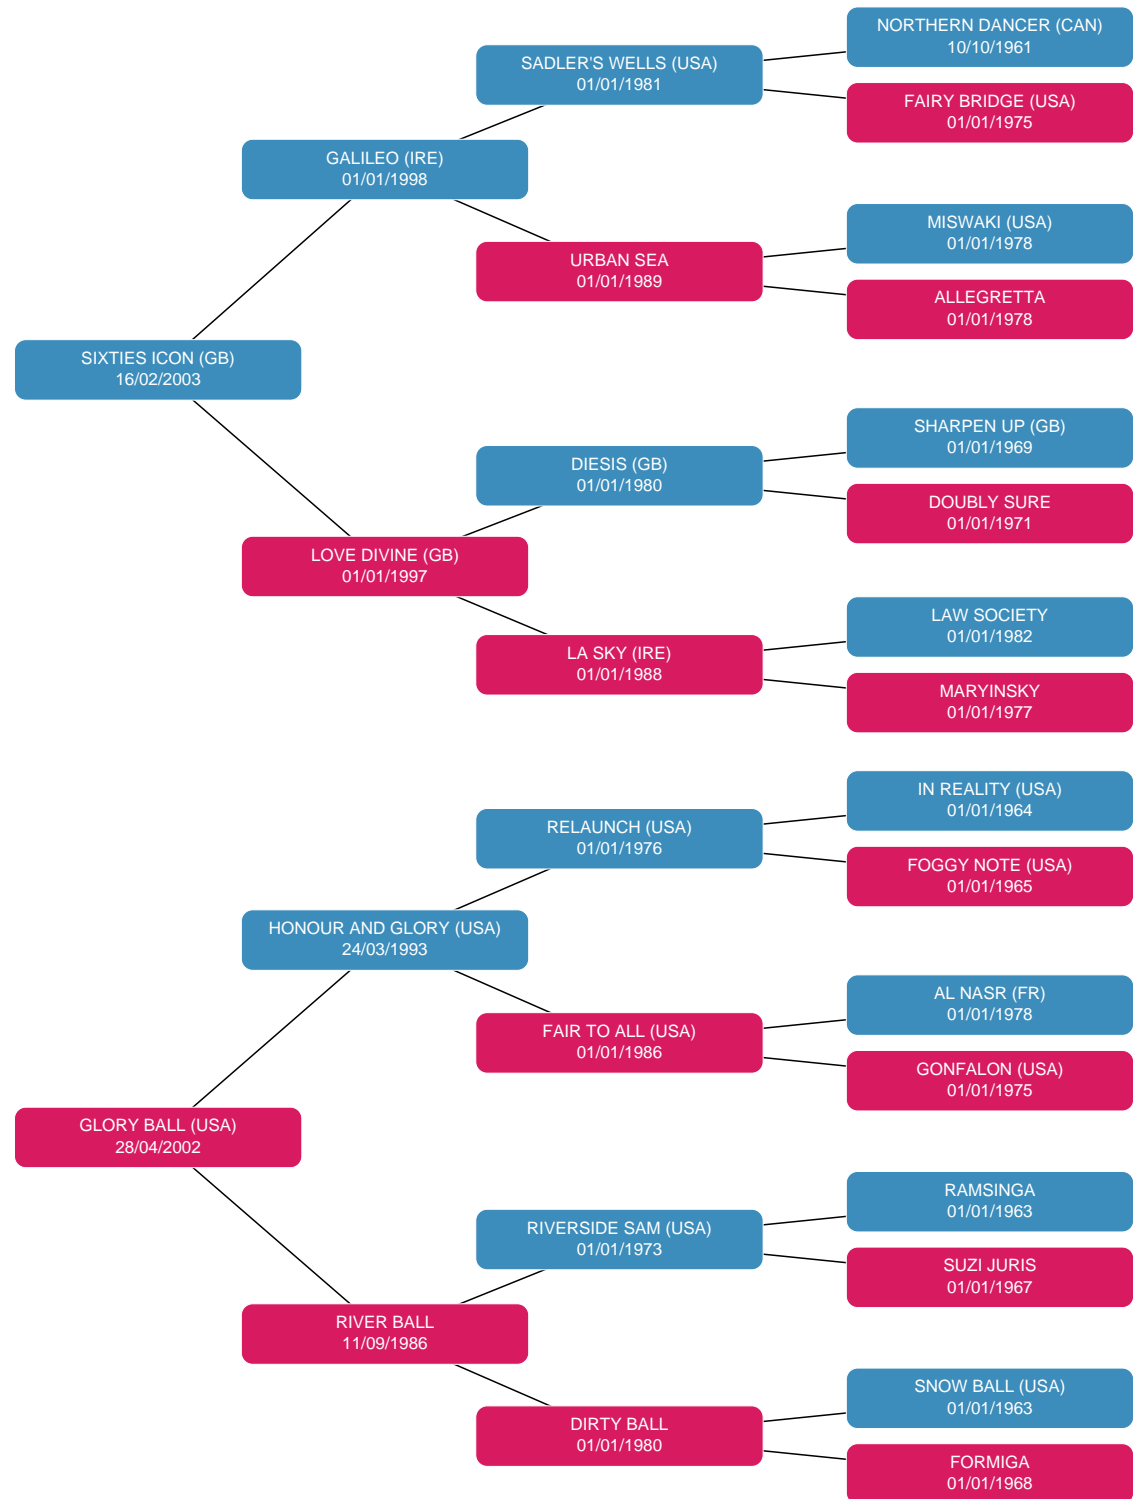 NORTHERN DANCER (CAN)
10/10/1961
SADLER'S WELLS (USA)
01/01/1981
FAIRY BRIDGE (USA)
01/01/1975
GALILEO (IRE)
01/01/1998
MISWAKI (USA)
01/01/1978
URBAN SEA
01/01/1989
ALLEGRETTA
01/01/1978
SIXTIES ICON (GB)
16/02/2003
SHARPEN UP (GB)
01/01/1969
DIESIS (GB)
01/01/1980
DOUBLY SURE
01/01/1971
LOVE DIVINE (GB)
01/01/1997
LAW SOCIETY
01/01/1982
LA SKY (IRE)
01/01/1988
MARYINSKY
01/01/1977
IN REALITY (USA)
01/01/1964
RELAUNCH (USA)
01/01/1976
FOGGY NOTE (USA)
01/01/1965
HONOUR AND GLORY (USA)
24/03/1993
AL NASR (FR)
01/01/1978
FAIR TO ALL (USA)
01/01/1986
GONFALON (USA)
01/01/1975
GLORY BALL (USA)
28/04/2002
RAMSINGA
01/01/1963
RIVERSIDE SAM (USA)
01/01/1973
SUZI JURIS
01/01/1967
RIVER BALL
11/09/1986
SNOW BALL (USA)
01/01/1963
DIRTY BALL
01/01/1980
FORMIGA
01/01/1968